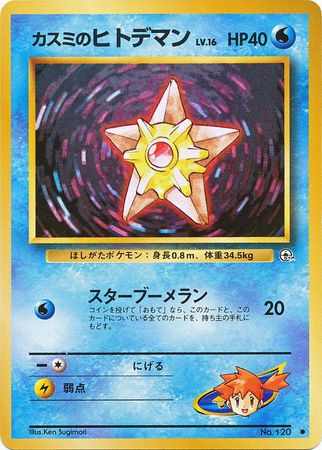 カスミのヒトデマン LV.16 HP40
ほしがたポケモン：身長0.8m、体重34.5kg
スターブーメラン 20
コインを投げて「おもて」なら、このカードと、この
カードについている全てのカードを、持ち主の手札に
もどす。
にげる
弱点
Illus. Ken Sugimori
No. 120